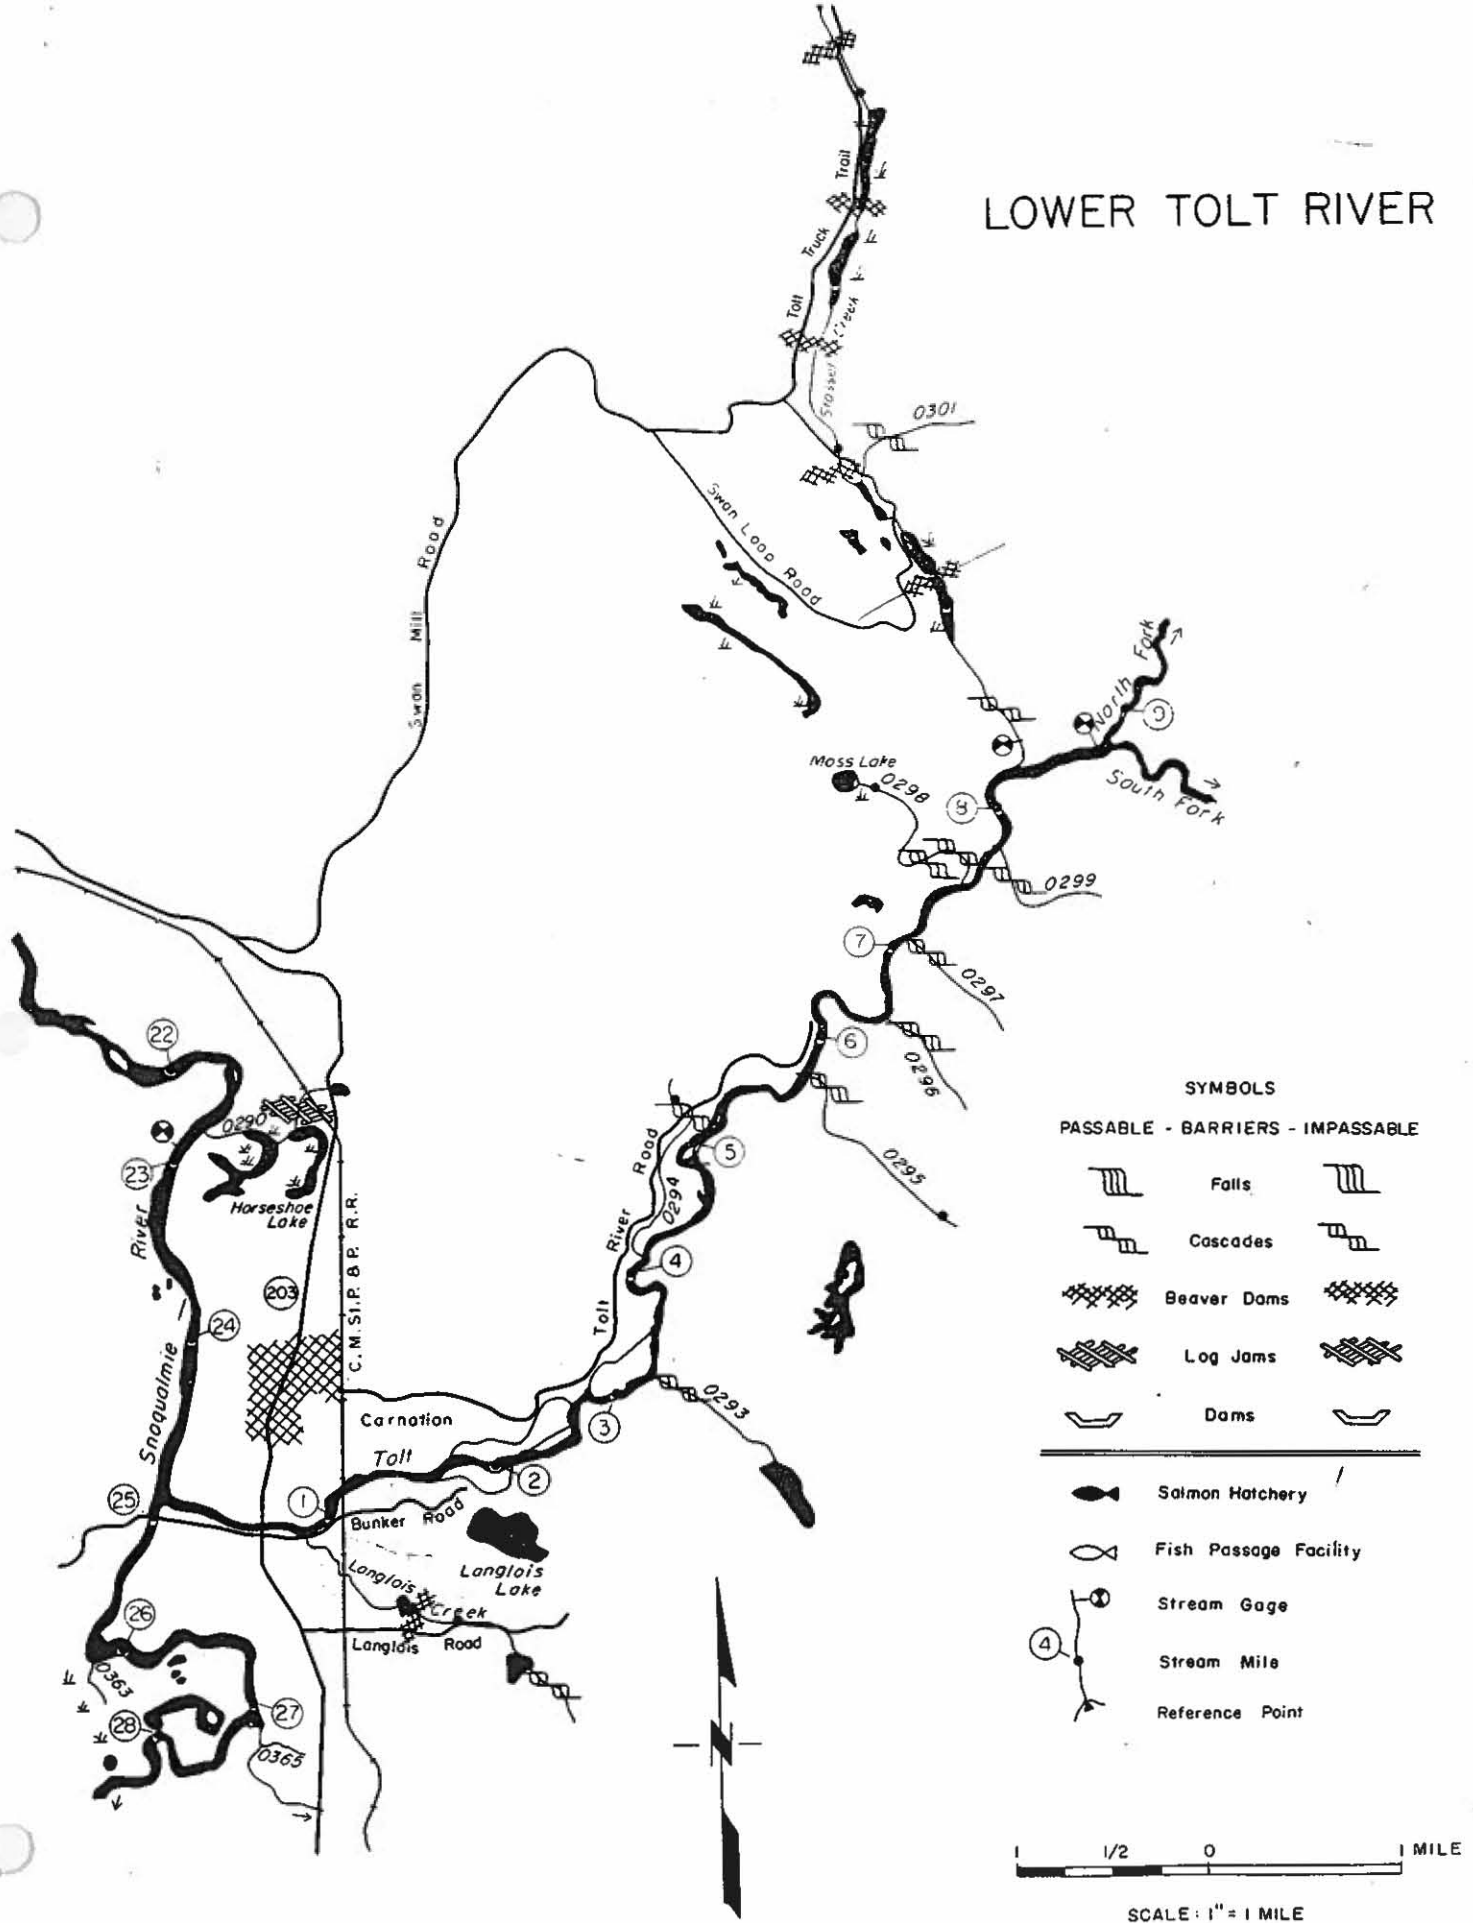 LOWER TOLT RIVER
Tolt Truck Trail
Stossel Creek
0301
Swan Loop Road
Swan Mill Road
North Fork
9
South Fork
Moss Lake
0298
8
0299
7
0297
6
0296
22
0290
5
0295
23
Horseshoe
Lake
River
Snoqualmie
Tolt River Road
0294
4
203
C. M. St. P. & P. R.R.
24
0293
3
Carnation
Tolt
2
25
1
Bunker Road
Langlois
Lake
Langlois
Creek
Langlois Road
26
0363
27
28
0365
N
SYMBOLS
PASSABLE - BARRIERS - IMPASSABLE
Falls
Cascades
Beaver Dams
Log Jams
Dams
Salmon Hatchery
Fish Passage Facility
Stream Gage
4
Stream Mile
Reference Point
1 1/2 0 1 MILE
SCALE: 1" = 1 MILE